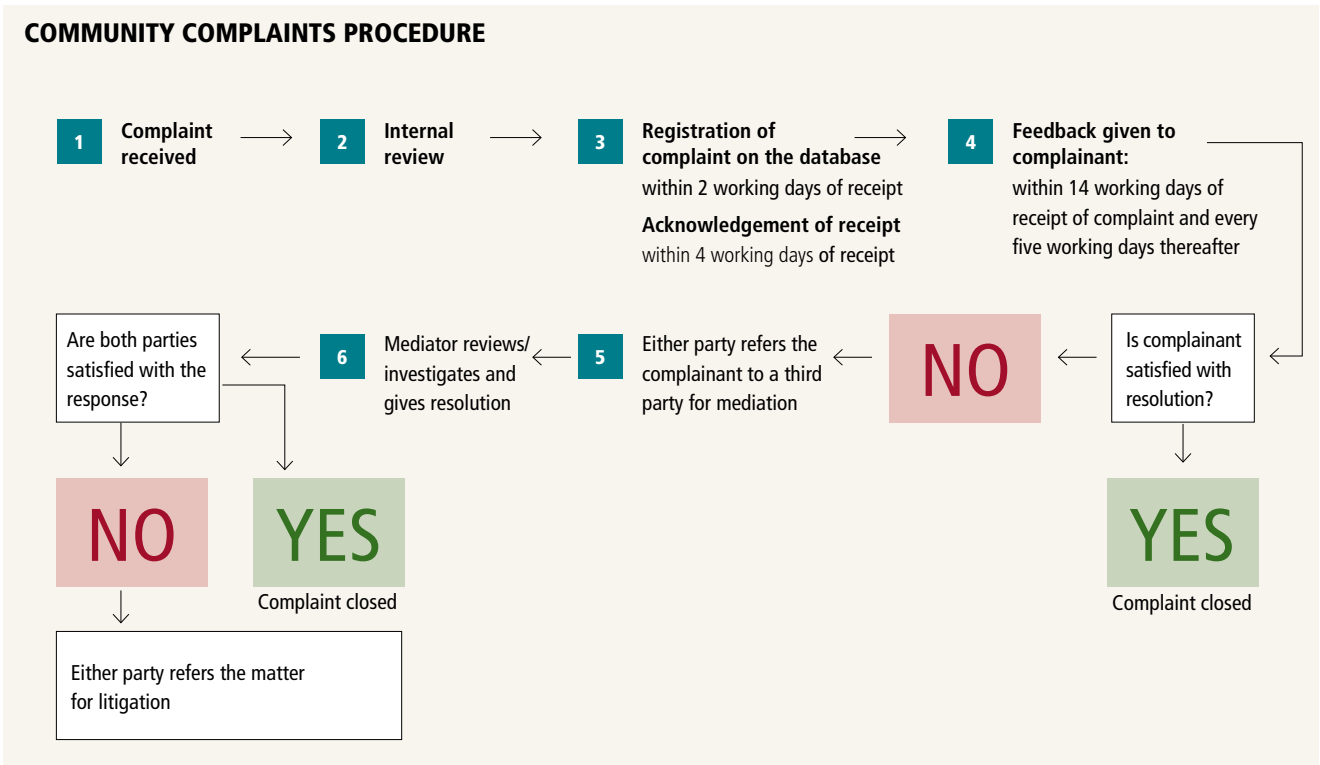 COMMUNITY COMPLAINTS PROCEDURE
1
Complaint
received
2
Internal
review
3
Registration of
complaint on the database
within 2 working days of receipt
Acknowledgement of receipt
within 4 working days of receipt
4
Feedback given to
complainant:
within 14 working days of
receipt of complaint and every
five working days thereafter
Is complainant
satisfied with
resolution?
YES
Complaint closed
NO
5
Either party refers the
complainant to a third
party for mediation
6
Mediator reviews/
investigates and
gives resolution
Are both parties
satisfied with the
response?
YES
Complaint closed
NO
Either party refers the matter
for litigation